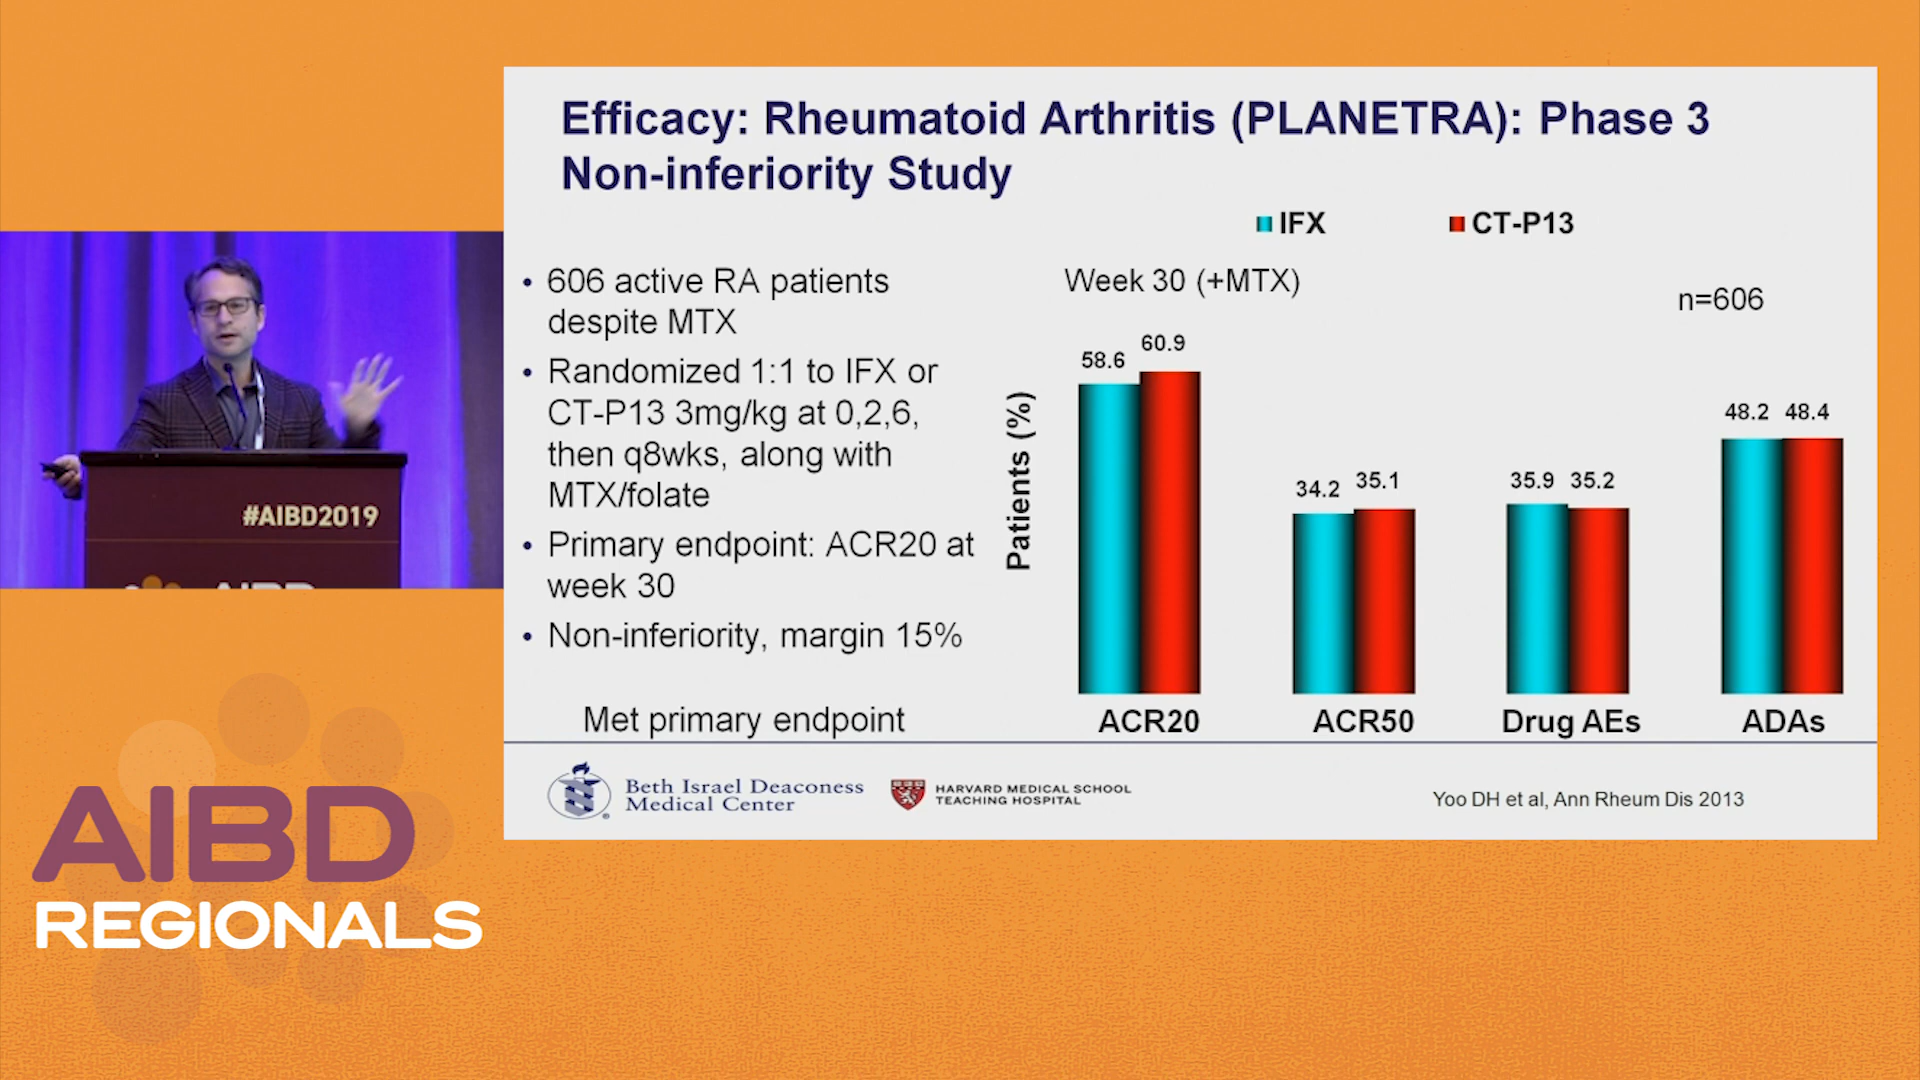 Efficacy: Rheumatoid Arthritis (PLANETRA): Phase 3
Non-inferiority Study
IFX
CT-P13
• 606 active RA patients
despite MTX
• Randomized 1:1 to IFX or
CT-P13 3mg/kg at 0,2,6,
then q8wks, along with
MTX/folate
• Primary endpoint: ACR20 at
week 30
• Non-inferiority, margin 15%
Met primary endpoint
Week 30 (+MTX)
n=606
Patients (%)
58.6
60.9
34.2
35.1
35.9
35.2
48.2
48.4
ACR20
ACR50
Drug AEs
ADAs
Beth Israel Deaconess
Medical Center
HARVARD MEDICAL SCHOOL
TEACHING HOSPITAL
Yoo DH et al, Ann Rheum Dis 2013
#AIBD2019
AIBD
AIBD
REGIONALS